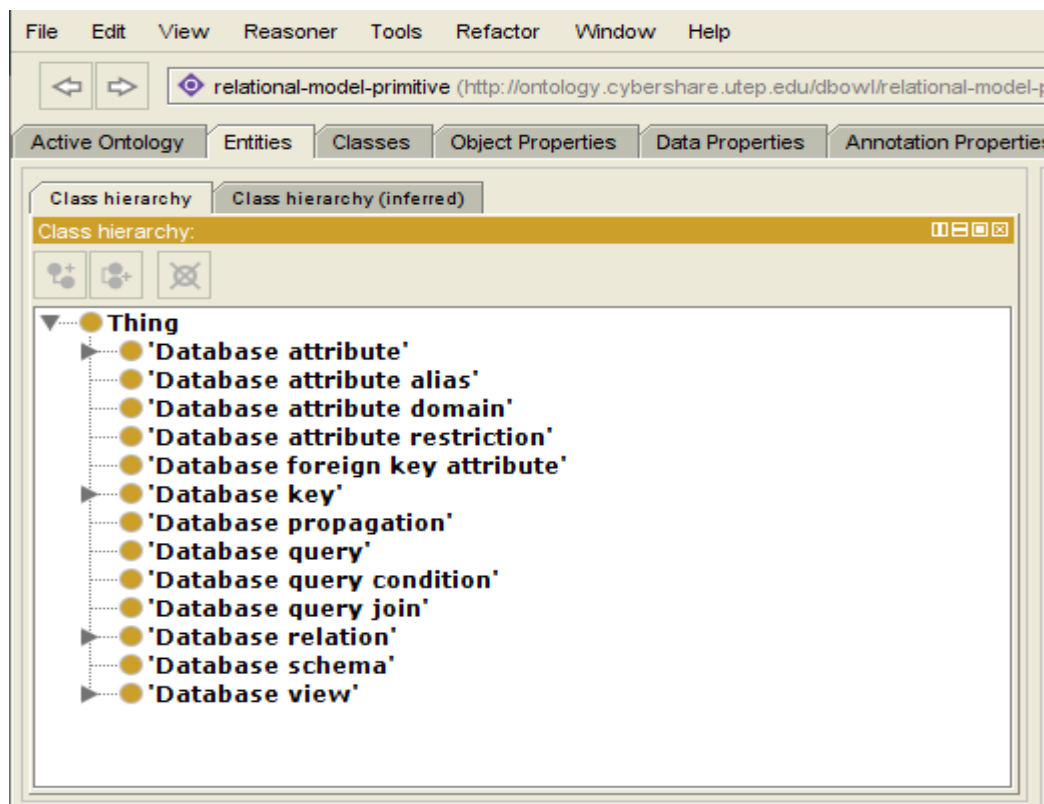 File Edit View Reasoner Tools Refactor Window Help
relational-model-primitive (http://ontology.cybershare.utep.edu/dbowl/relational-model-p
Active Ontology Entities Classes Object Properties Data Properties Annotation Propertie
Class hierarchy Class hierarchy (inferred)
Class hierarchy:
Thing
'Database attribute'
'Database attribute alias'
'Database attribute domain'
'Database attribute restriction'
'Database foreign key attribute'
'Database key'
'Database propagation'
'Database query'
'Database query condition'
'Database query join'
'Database relation'
'Database schema'
'Database view'